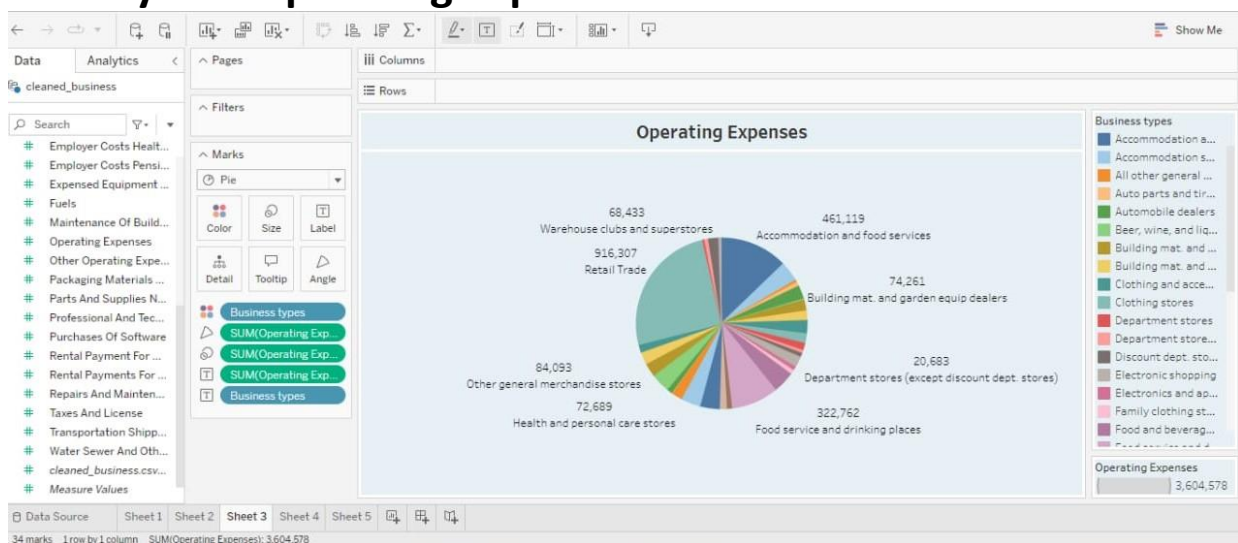 Show Me
Data Analytics
cleaned_business
Search
Employer Costs Healt...
Employer Costs Pensi...
Expensed Equipment ...
Fuels
Maintenance Of Build...
Operating Expenses
Other Operating Expe...
Packaging Materials ...
Parts And Supplies N...
Professional And Tec...
Purchases Of Software
Rental Payment For ...
Rental Payments For ...
Repairs And Mainten...
Taxes And License
Transportation Shipp...
Water Sewer And Oth...
cleaned_business.csv...
Measure Values
Pages
Filters
Marks
Pie
Color Size Label
Detail Tooltip Angle
Business types
SUM(Operating Exp...
SUM(Operating Exp...
SUM(Operating Exp...
Business types
Columns
Rows
Operating Expenses
68,433
Warehouse clubs and superstores
461,119
Accommodation and food services
916,307
Retail Trade
74,261
Building mat. and garden equip dealers
20,683
Department stores (except discount dept. stores)
84,093
Other general merchandise stores
72,689
Health and personal care stores
322,762
Food service and drinking places
Business types
Accommodation a...
Accommodation s...
All other general ...
Auto parts and tir...
Automobile dealers
Beer, wine, and liq...
Building mat. and ...
Building mat. and ...
Clothing and acce...
Clothing stores
Department stores
Department store...
Discount dept. sto...
Electronic shopping
Electronics and ap...
Family clothing st...
Food and beverag...
Operating Expenses
3,604,578
Data Source Sheet 1 Sheet 2 Sheet 3 Sheet 4 Sheet 5
34 marks 1 row by 1 column SUM(Operating Expenses): 3,604,578